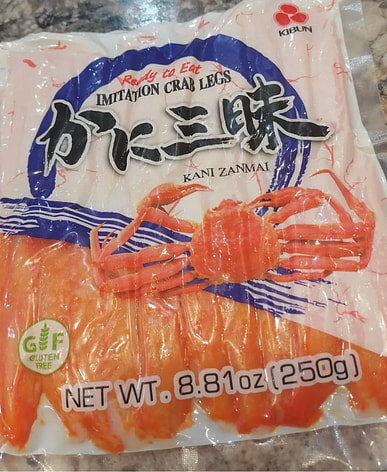 KIBUN
Ready to Eat
IMITATION CRAB LEGS
かに三昧
KANI ZANMAI
GF
GLUTEN
FREE
NET WT. 8.81oz (250g)